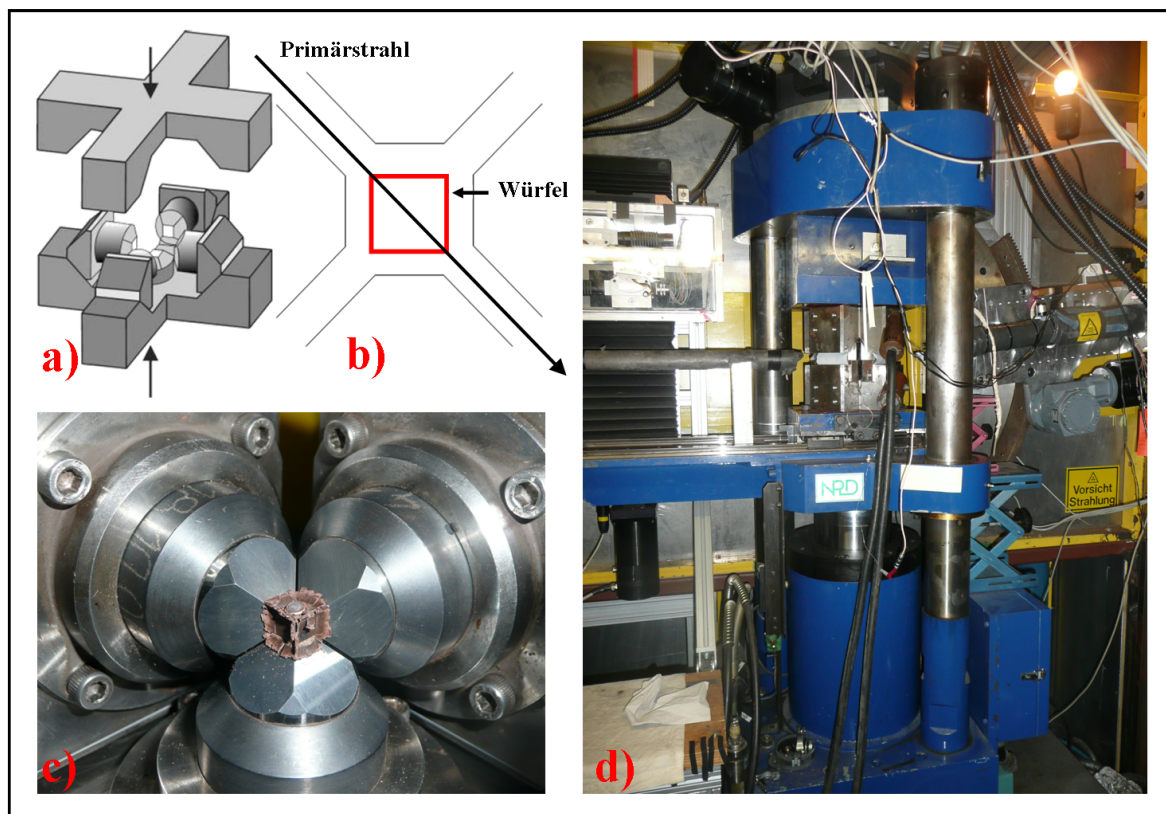 Primärstrahl
Würfel
a)
b)
c)
d)
NRD
Vorsicht
Strahlung